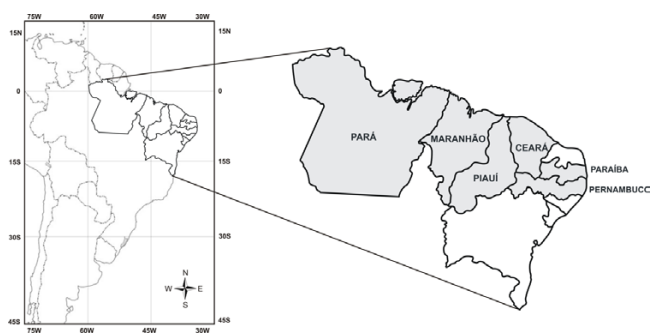 75W 60W 45W 30W
15N 15N
0 0
15S 15S
30S 30S
45S 45S
75W 60W 45W 30W
N
W E
S
PARÁ
MARANHÃO
CEARÁ
PIAUÍ
PARAÍBA
PERNAMBUCC